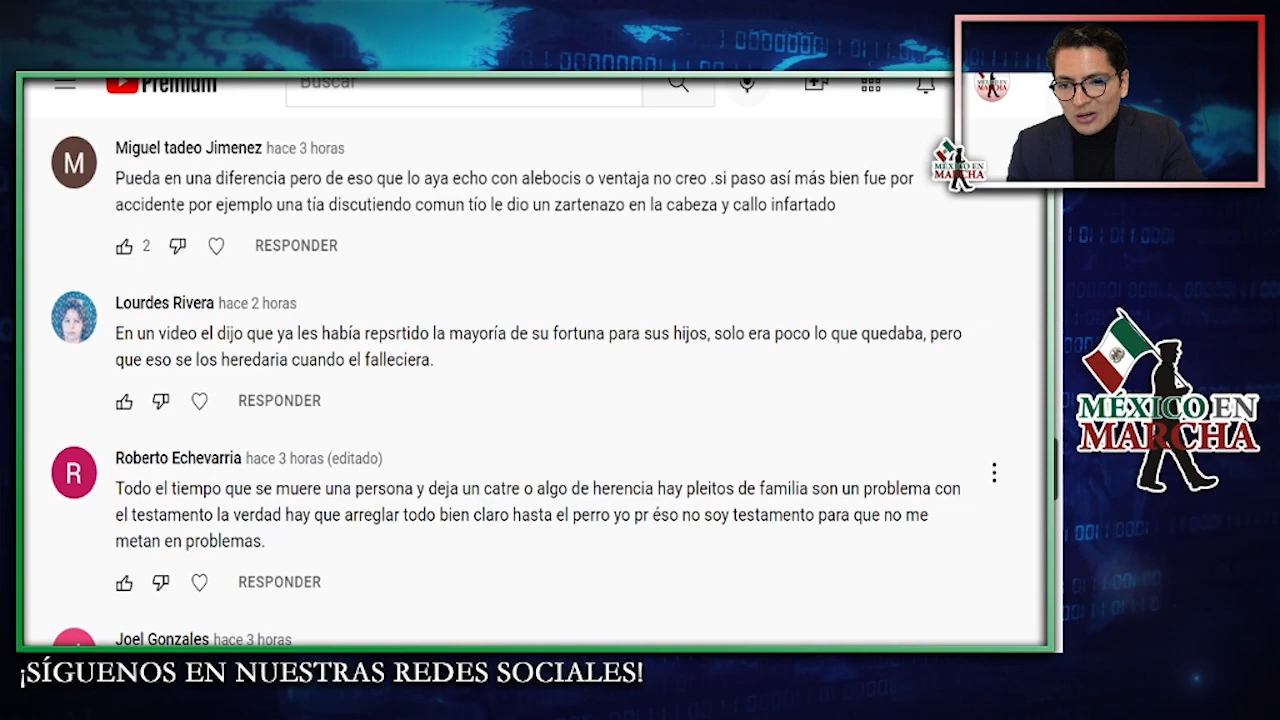 Premium
Buscar
Miguel tadeo Jimenez hace 3 horas
M
Pueda en una diferencia pero de eso que lo aya echo con alebocis o ventaja no creo .si paso así más bien fue por
accidente por ejemplo una tía discutiendo comun tío le dio un zartenazo en la cabeza y callo infartado
2
RESPONDER
Lourdes Rivera hace 2 horas
En un video el dijo que ya les había repsrtido la mayoría de su fortuna para sus hijos, solo era poco lo que quedaba, pero
que eso se los heredaria cuando el falleciera.
RESPONDER
Roberto Echevarria hace 3 horas (editado)
R
Todo el tiempo que se muere una persona y deja un catre o algo de herencia hay pleitos de familia son un problema con
el testamento la verdad hay que arreglar todo bien claro hasta el perro yo pr éso no soy testamento para que no me
metan en problemas.
RESPONDER
Joel Gonzales hace 3 horas
MÉXICO EN
MARCHA
MÉXICO EN
MARCHA
MÉXICO EN
MARCHA
¡SÍGUENOS EN NUESTRAS REDES SOCIALES!